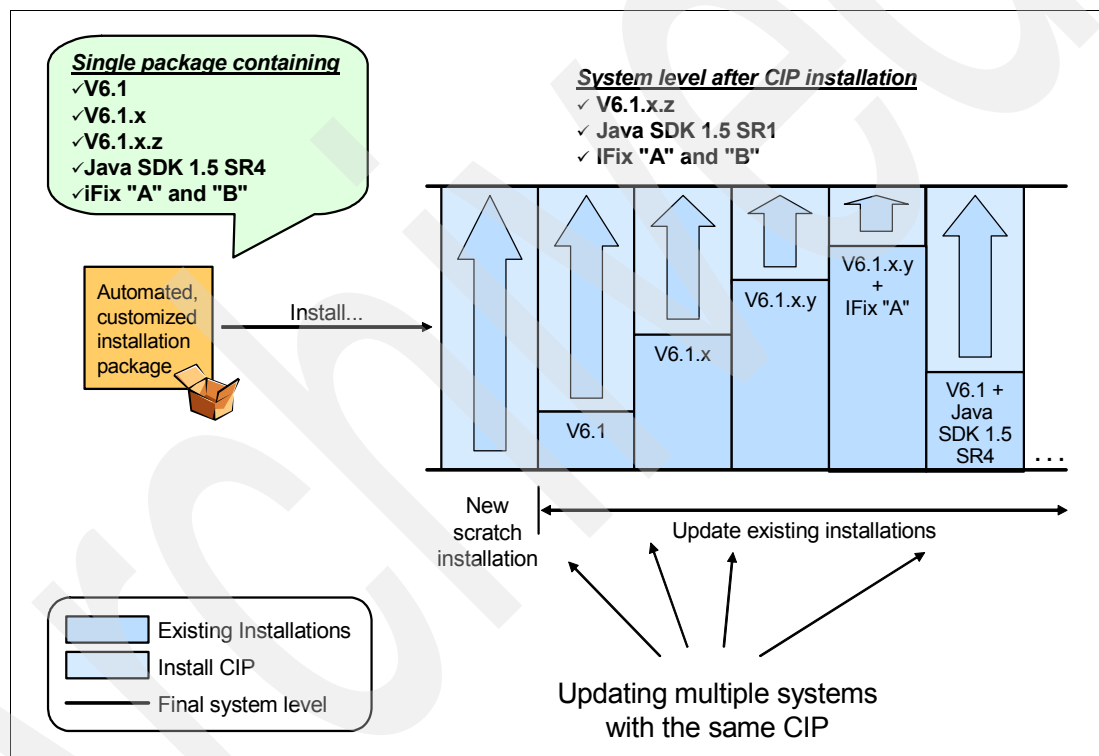 Single package containing
✓V6.1
✓V6.1.x
✓V6.1.x.z
✓Java SDK 1.5 SR4
✓iFix "A" and "B"
System level after CIP installation
✓ V6.1.x.z
✓ Java SDK 1.5 SR1
✓ IFix "A" and "B"
Automated,
customized
installation
package
Install...
V6.1
V6.1.x
V6.1.x.y
V6.1.x.y
+
IFix "A"
V6.1 +
Java
SDK 1.5
SR4
...
New
scratch
installation
Update existing installations
Existing Installations
Install CIP
Final system level
Updating multiple systems
with the same CIP